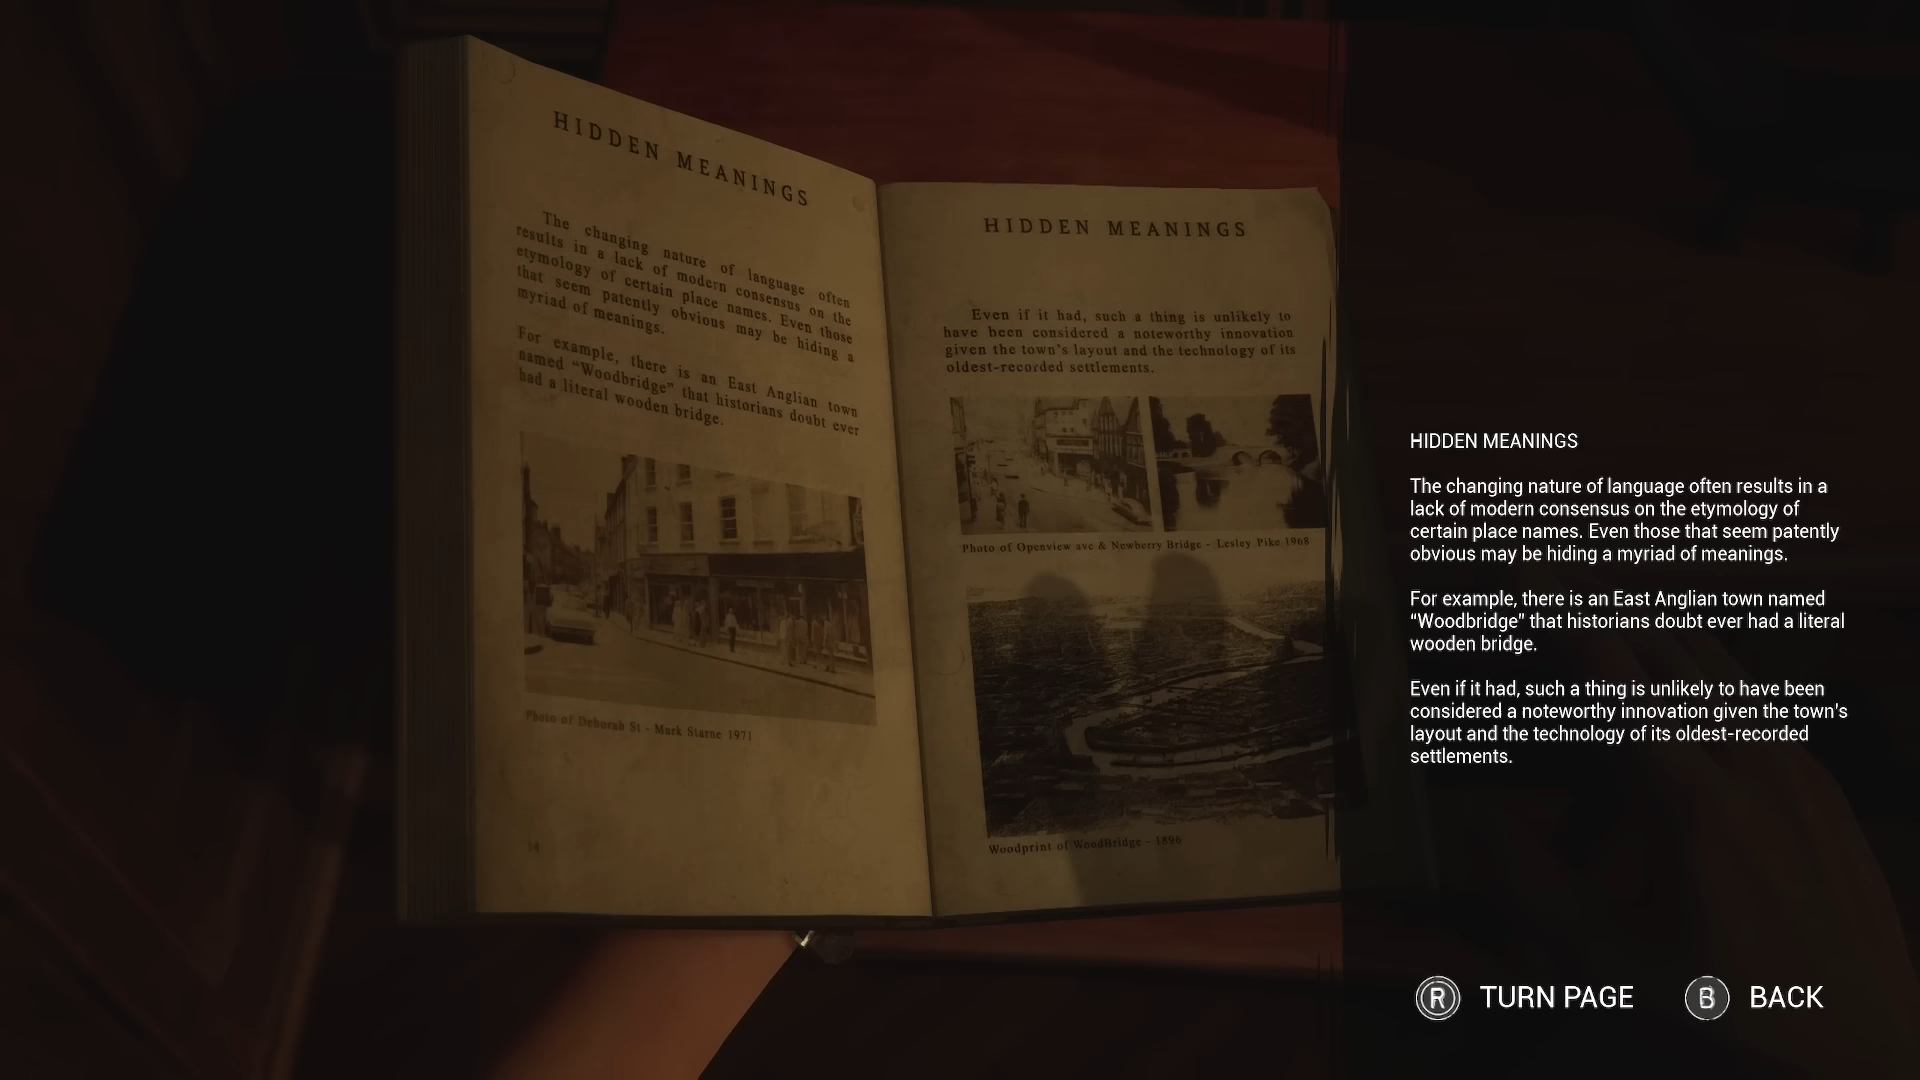 HIDDEN MEANINGS
The changing nature of language often
results in a lack of modern consensus on the
etymology of certain place names. Even those
that seem patently obvious may be hiding a
myriad of meanings.
For example, there is an East Anglian town
named "Woodbridge" that historians doubt ever
had a literal wooden bridge.
Photo of Deborah St - Mark Starne 1971
14
HIDDEN MEANINGS
Even if it had, such a thing is unlikely to
have been considered a noteworthy innovation
given the town's layout and the technology of its
oldest-recorded settlements.
Photo of Openview ave & Newberry Bridge - Lesley Pike 1968
Woodprint of WoodBridge - 1896
HIDDEN MEANINGS
The changing nature of language often results in a
lack of modern consensus on the etymology of
certain place names. Even those that seem patently
obvious may be hiding a myriad of meanings.
For example, there is an East Anglian town named
"Woodbridge" that historians doubt ever had a literal
wooden bridge.
Even if it had, such a thing is unlikely to have been
considered a noteworthy innovation given the town's
layout and the technology of its oldest-recorded
settlements.
R TURN PAGE B BACK